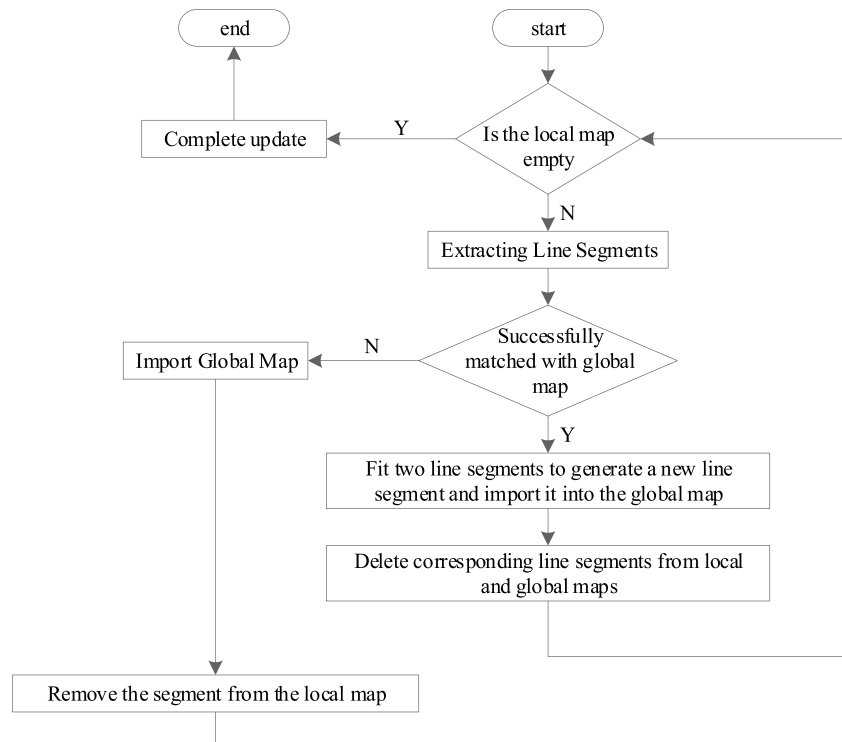 end
start
Complete update
Y
Is the local map
empty
N
Extracting Line Segments
Successfully
matched with global
map
N
Import Global Map
Y
Fit two line segments to generate a new line
segment and import it into the global map
Delete corresponding line segments from local
and global maps
Remove the segment from the local map